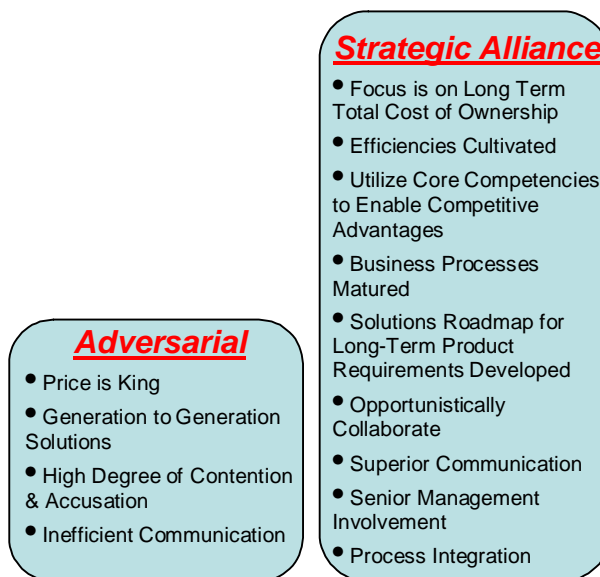 Adversarial
• Price is King
• Generation to Generation
Solutions
• High Degree of Contention
& Accusation
• Inefficient Communication
Strategic Alliance
• Focus is on Long Term
Total Cost of Ownership
• Efficiencies Cultivated
• Utilize Core Competencies
to Enable Competitive
Advantages
• Business Processes
Matured
• Solutions Roadmap for
Long-Term Product
Requirements Developed
• Opportunistically
Collaborate
• Superior Communication
• Senior Management
Involvement
• Process Integration